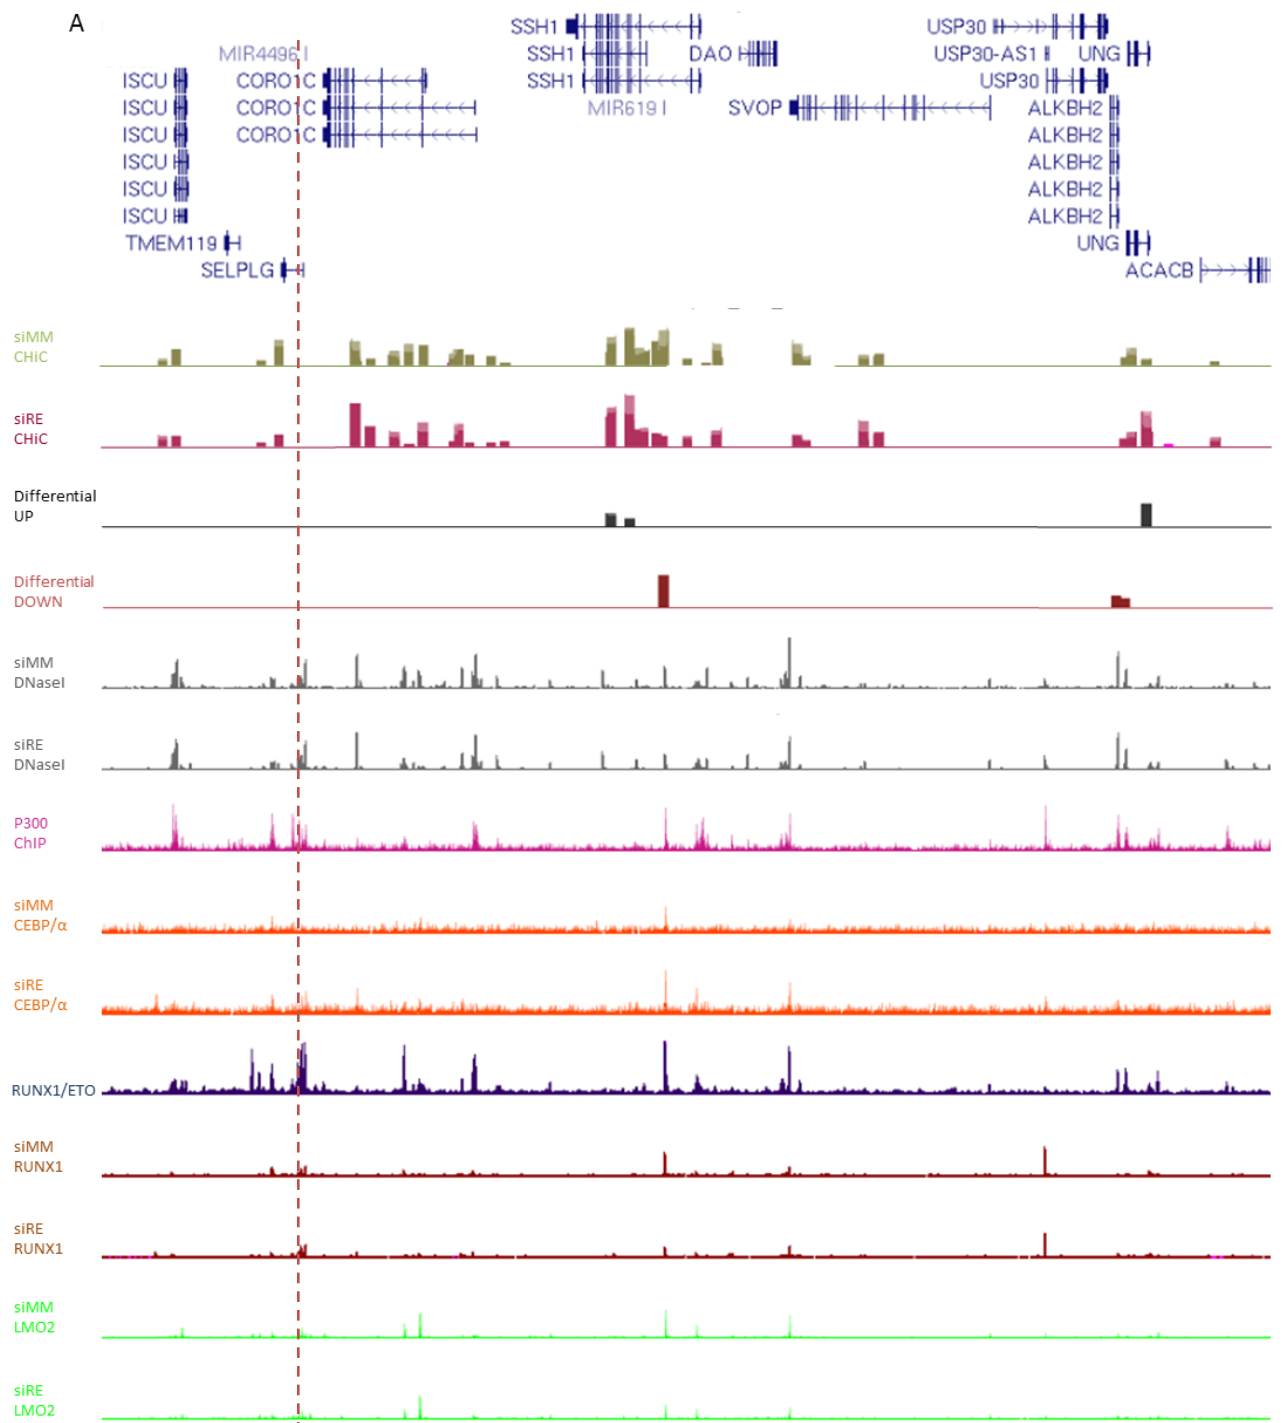 A
SSH1 USP30
MIR4496 SSH1 DAO USP30-AS1 UNG
ISCU CORO1C SSH1 USP30
ISCU CORO1C MIR619 SVOP ALKBH2
ISCU CORO1C ALKBH2
ISCU ALKBH2
ISCU ALKBH2
ISCU ALKBH2
TMEM119 UNG
SELPLG ACACB
siMM
CHiC
siRE
CHiC
Differential
UP
Differential
DOWN
siMM
DNaseI
siRE
DNaseI
P300
ChIP
siMM
CEBP/α
siRE
CEBP/α
RUNX1/ETO
siMM
RUNX1
siRE
RUNX1
siMM
LMO2
siRE
LMO2